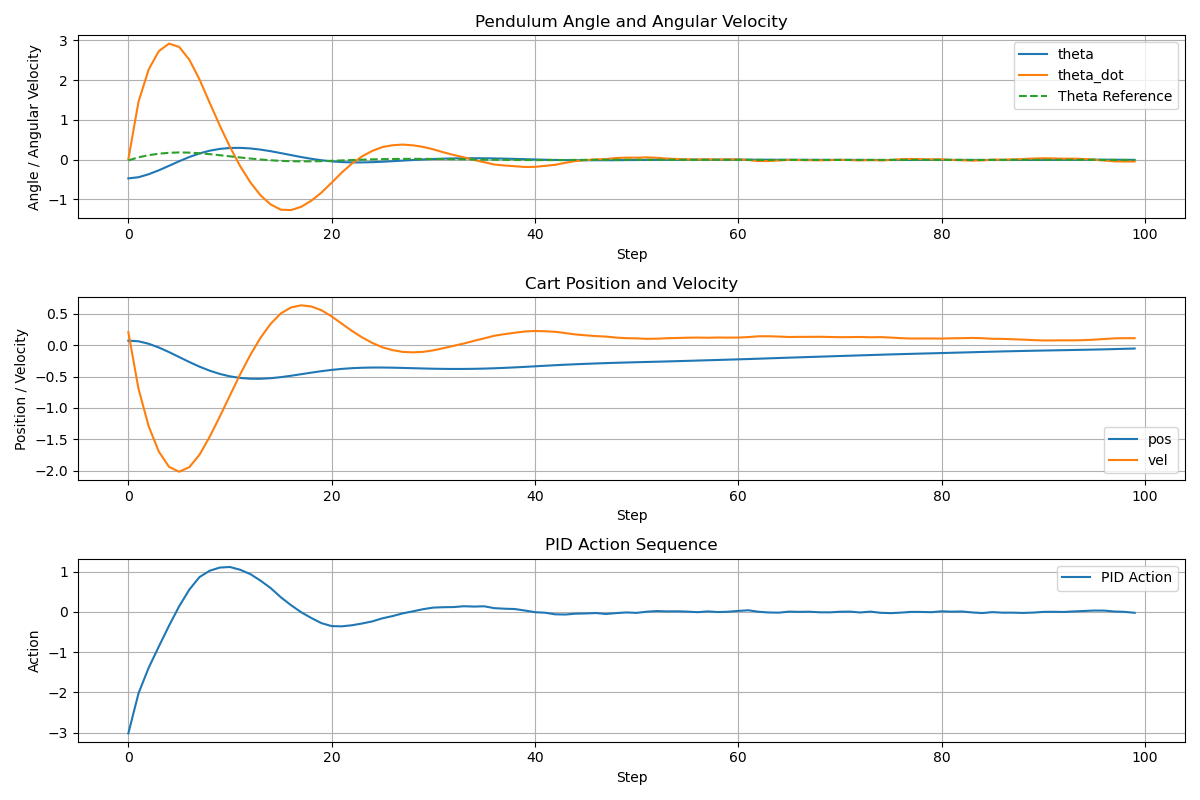 Pendulum Angle and Angular Velocity
Angle / Angular Velocity
3
2
1
0
−1
theta
theta_dot
Theta Reference
0 20 40 60 80 100
Step
Cart Position and Velocity
Position / Velocity
0.5
0.0
−0.5
−1.0
−1.5
−2.0
pos
vel
0 20 40 60 80 100
Step
PID Action Sequence
Action
1
0
−1
−2
−3
PID Action
0 20 40 60 80 100
Step